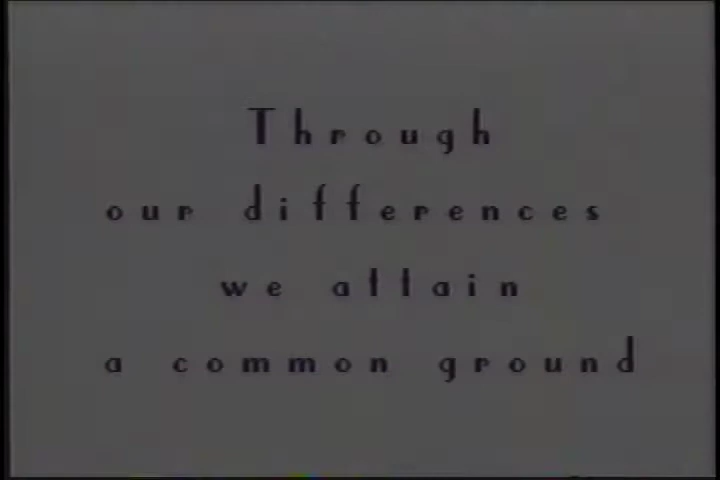 Through
our differences
we attain
a common ground